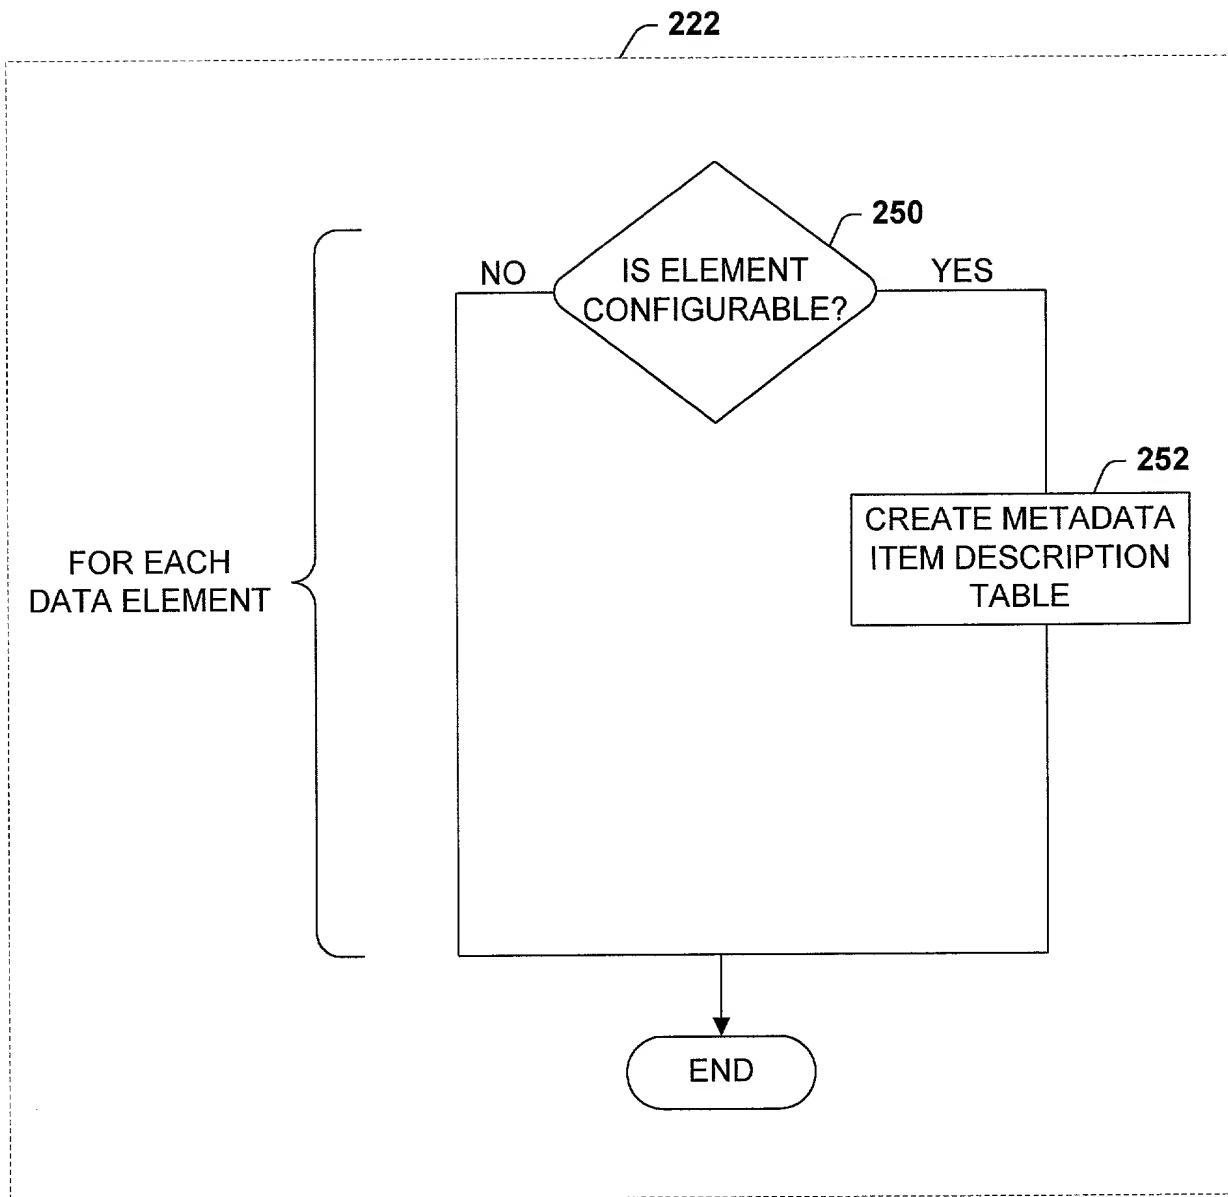 222
250
NO
IS ELEMENT
CONFIGURABLE?
YES
252
CREATE METADATA
ITEM DESCRIPTION
TABLE
FOR EACH
DATA ELEMENT
END